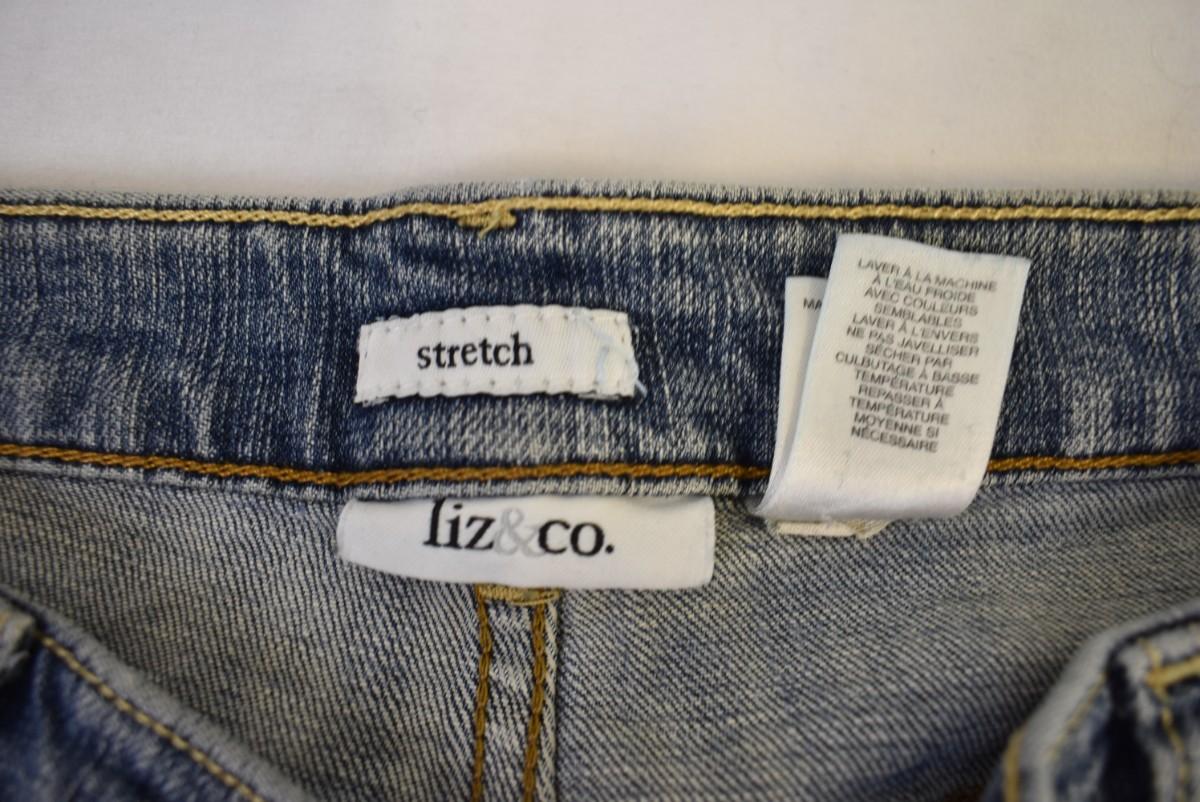 stretch
liz&co.
MA
LAVER À LA MACHINE
À L'EAU FROIDE
AVEC COULEURS
SEMBLABLES
LAVER À L'ENVERS
NE PAS JAVELLISER
SÉCHER PAR
CULBUTAGE À BASSE
TEMPÉRATURE
REPASSER À
TEMPÉRATURE
MOYENNE SI
NÉCESSAIRE